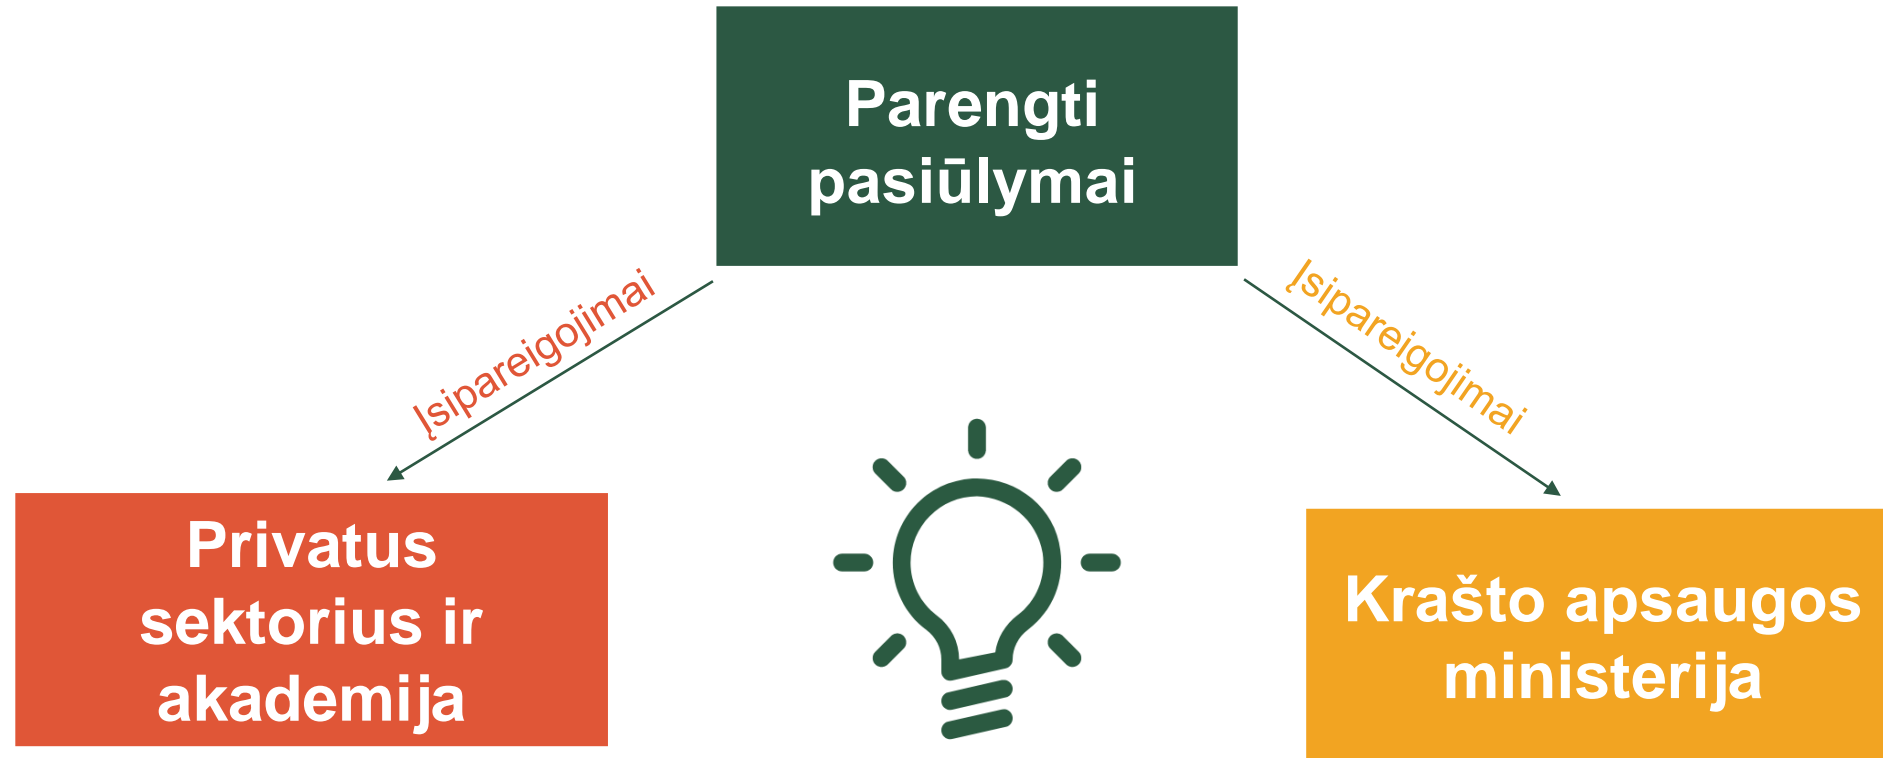 Parengti
pasiūlymai
Įsipareigojimai
Įsipareigojimai
Privatus
sektorius ir
akademija
Krašto apsaugos
ministerija